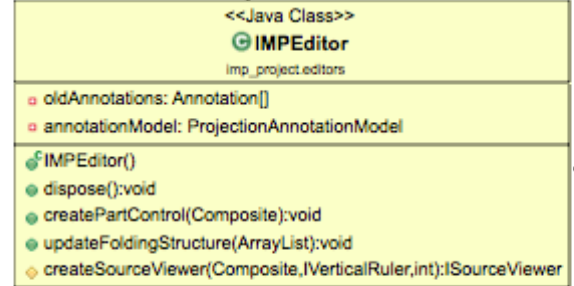 <<Java Class>>
IMPEditor
imp_project.editors
oldAnnotations: Annotation[]
annotationModel: ProjectionAnnotationModel
IMPEditor()
dispose():void
createPartControl(Composite):void
updateFoldingStructure(ArrayList):void
createSourceViewer(Composite,IVerticalRuler,int):ISourceViewer